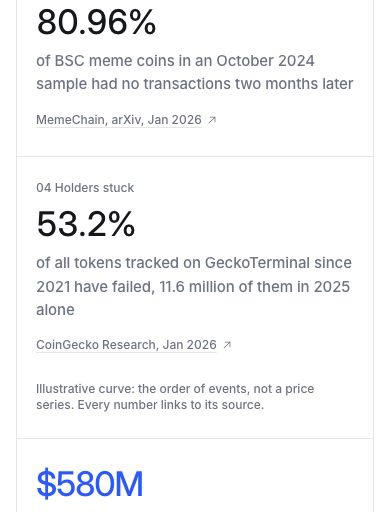 80.96%
of BSC meme coins in an October 2024
sample had no transactions two months later
MemeChain, arXiv, Jan 2026 ↗
04 Holders stuck
53.2%
of all tokens tracked on GeckoTerminal since
2021 have failed, 11.6 million of them in 2025
alone
CoinGecko Research, Jan 2026 ↗
Illustrative curve: the order of events, not a price
series. Every number links to its source.
$580M